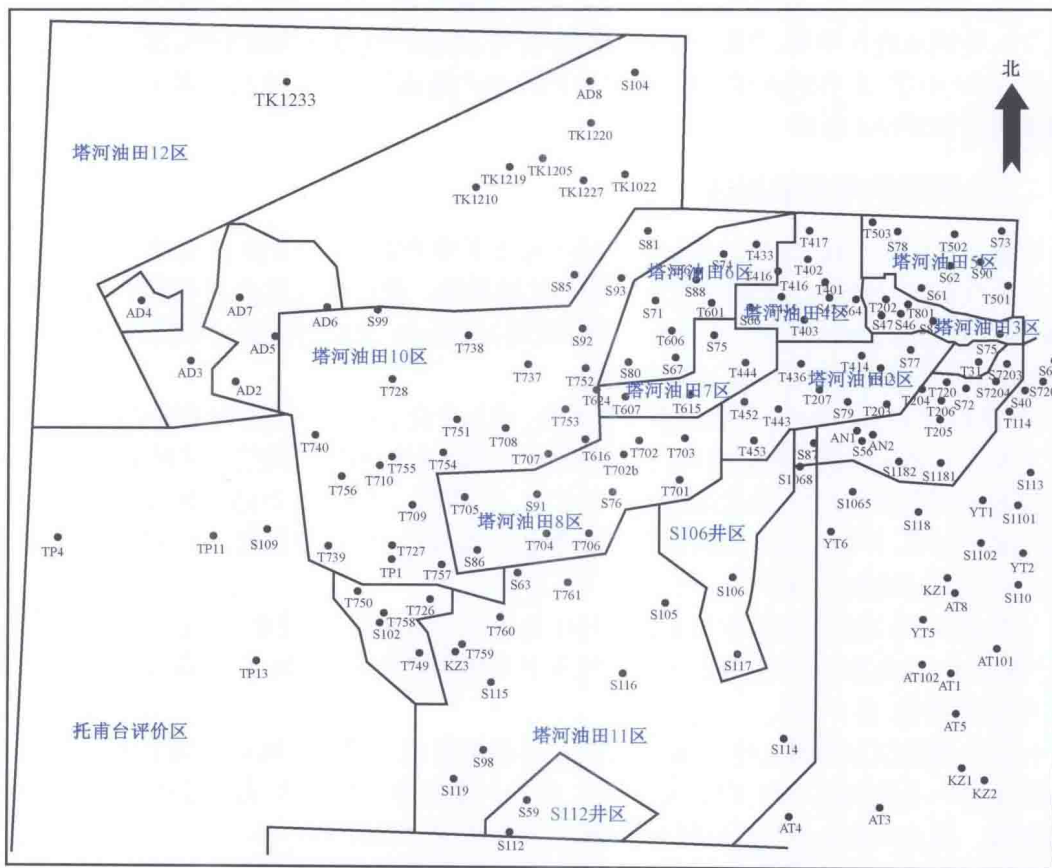 北
S104
AD8
TK1233
TK1220
塔河油田12区
TK1205
TK1219
TK1227
TK1022
TK1210
T503
T417
S81
S78
T502
S73
T433
S74
塔河油田5区
T402
塔河油田6区
S62
S90
S85
S93
T416
S88
T416
T401
S61
T501
AD4
AD7
S71
T601
S64
T202
T801
AD6
S99
塔河油田4区
S47
S46
塔河油田3区
T403
AD5
塔河油田10区
T738
S92
T606
S75
S75
S77
AD3
T737
S80
S67
T444
T436
T414
塔河油田2区
T31
S7203
AD2
T728
T752
塔河油田7区
T720
S7204
T624
T607
T615
T207
T204
S72
S40
T753
T452
T443
S79
T203
T206
T114
T751
T708
T205
T740
T616
T702
T703
T453
AN1
AN2
S87
S56
T755
T754
T707
T702b
T710
T756
T701
S1068
S1182
S1181
S113
T705
S91
S76
S1065
T709
塔河油田8区
YT1
S1101
S118
TP4
TP11
S109
T739
T727
T704
T706
S106井区
YT6
S86
S1102
YT2
TP1
T757
S63
T761
S106
KZ1
AT8
S110
T750
T726
S105
T758
T760
YT5
S102
T749
T759
KZ3
S117
AT101
TP13
S115
S116
AT102
AT1
托甫台评价区
塔河油田11区
AT5
S114
S98
S119
KZ1
KZ2
S59
S112井区
AT3
AT4
S112